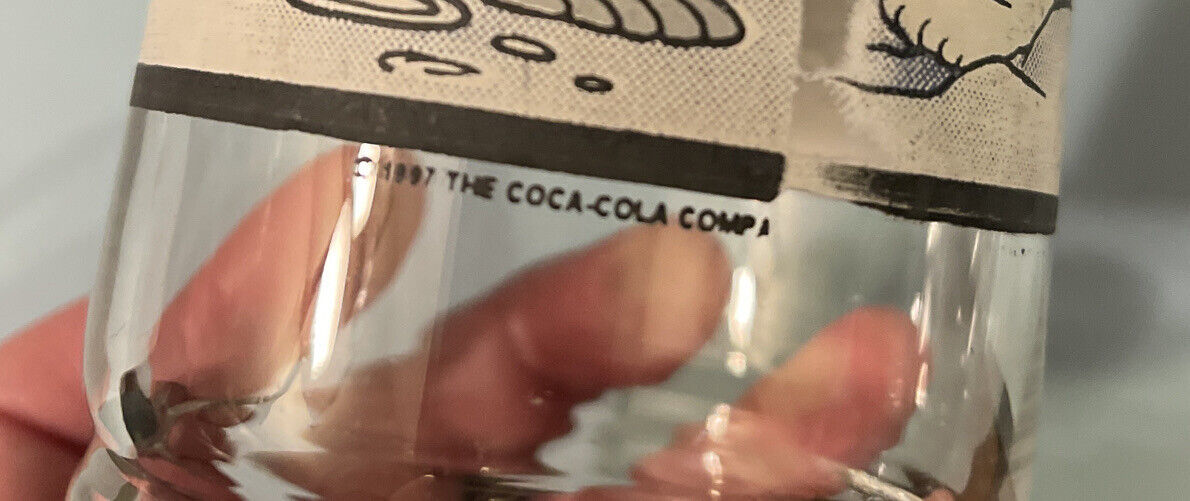 © 1997 THE COCA-COLA COMPA